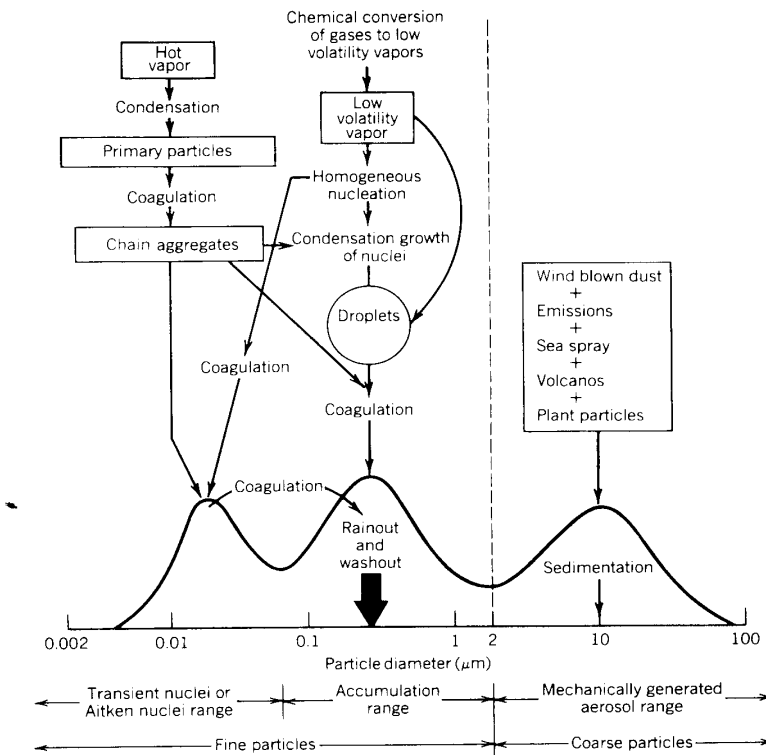 Hot
vapor
Condensation
Primary particles
Coagulation
Chain aggregates
Chemical conversion
of gases to low
volatility vapors
Low
volatility
vapor
Homogeneous
nucleation
Condensation growth
of nuclei
Droplets
Coagulation
Coagulation
Coagulation
Rainout
and
washout
Wind blown dust
+
Emissions
+
Sea spray
+
Volcanos
+
Plant particles
Sedimentation
0.002 0.01 0.1 1 2 10 100
Particle diameter (μm)
Transient nuclei or
Aitken nuclei range
Accumulation
range
Mechanically generated
aerosol range
Fine particles
Coarse particles